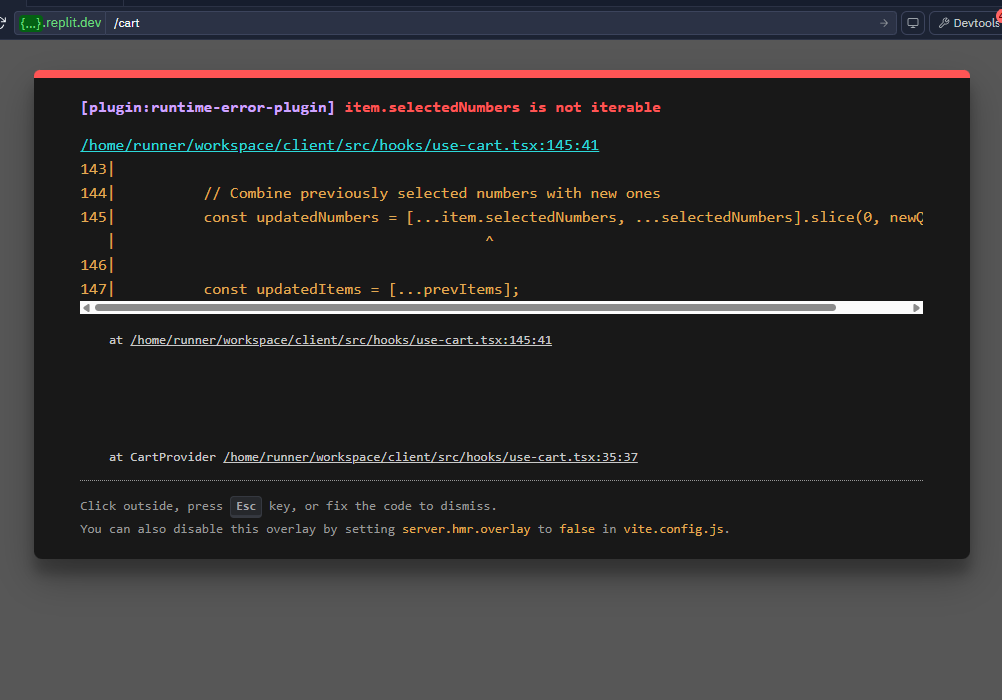 {...}.replit.dev /cart → Devtools
[plugin:runtime-error-plugin] item.selectedNumbers is not iterable
/home/runner/workspace/client/src/hooks/use-cart.tsx:145:41
143|
144|          // Combine previously selected numbers with new ones
145|          const updatedNumbers = [...item.selectedNumbers, ...selectedNumbers].slice(0, newQ
   |                                          ^
146|
147|          const updatedItems = [...prevItems];
at /home/runner/workspace/client/src/hooks/use-cart.tsx:145:41
at CartProvider /home/runner/workspace/client/src/hooks/use-cart.tsx:35:37
Click outside, press Esc key, or fix the code to dismiss.
You can also disable this overlay by setting server.hmr.overlay to false in vite.config.js.